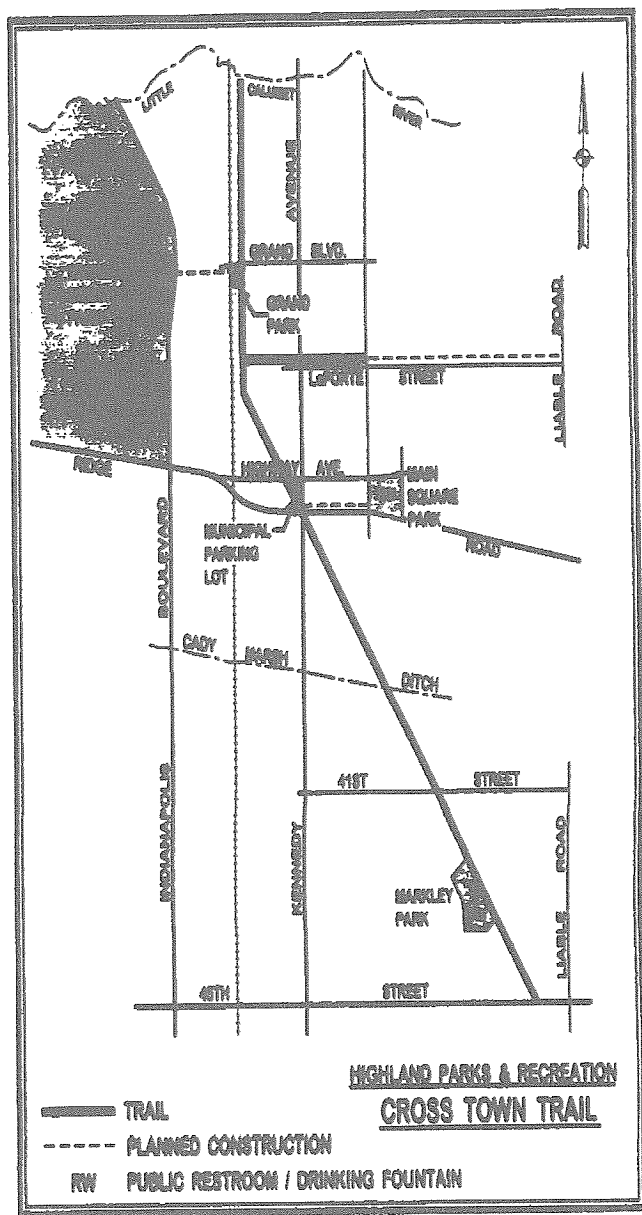 LITTLE
CALUMET
RIVER
AVENUE
GRAND BLVD.
GRAND
PARK
ROAD
LaPORTE STREET
LIABLE
RIDGE
HIGHWAY AVE.
MAIN
SQUARE
PARK
MUNICIPAL
PARKING
LOT
ROAD
BOULEVARD
CADY MARSH DITCH
41ST STREET
INDIANAPOLIS
KENNEDY
MARKLEY
PARK
LIABLE ROAD
45TH STREET
HIGHLAND PARKS & RECREATION
CROSS TOWN TRAIL
TRAIL
PLANNED CONSTRUCTION
RW PUBLIC RESTROOM / DRINKING FOUNTAIN